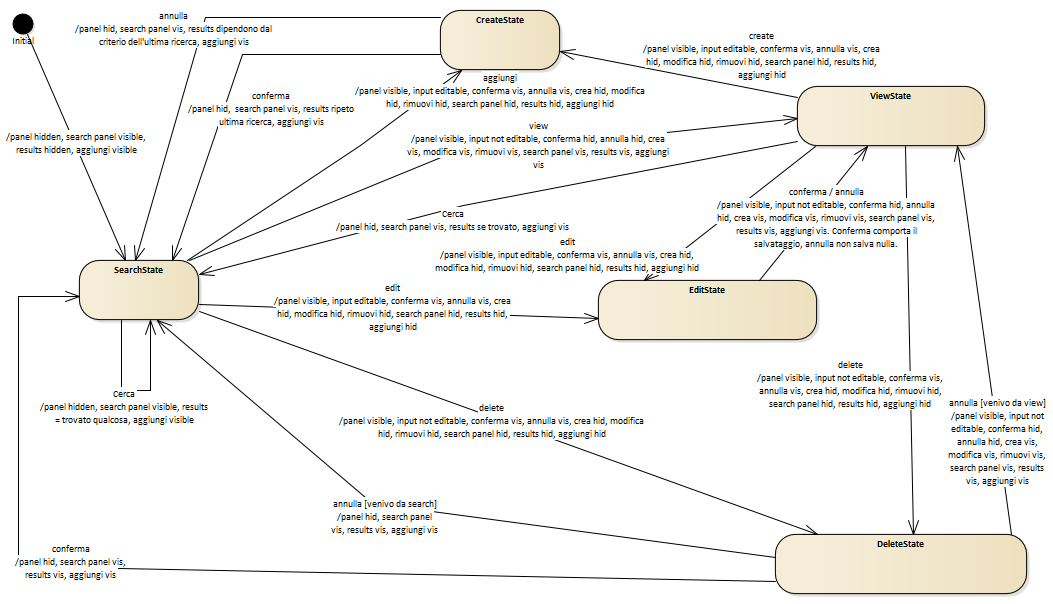 annulla
/panel hid, search panel vis, results dipendono dal
criterio dell'ultima ricerca, aggiungi vis
Initial
CreateState
create
/panel visible, input editable, conferma vis, annulla vis, crea
hid, modifica hid, rimuovi hid, search panel hid, results hid,
aggiungi hid
aggiungi
/panel visible, input editable, conferma vis, annulla vis, crea hid, modifica
hid, rimuovi hid, search panel hid, results hid, aggiungi hid
ViewState
conferma
/panel hid, search panel vis, results ripeto
ultima ricerca, aggiungi vis
/panel hidden, search panel visible,
results hidden, aggiungi visible
view
/panel visible, input not editable, conferma hid, annulla hid, crea
vis, modifica vis, rimuovi vis, search panel vis, results vis, aggiungi
vis
Cerca
/panel hid, search panel vis, results se trovato, aggiungi vis
conferma / annulla
/panel visible, input not editable, conferma hid, annulla
hid, crea vis, modifica vis, rimuovi vis, search panel vis,
results vis, aggiungi vis. Conferma comporta il
salvataggio, annulla non salva nulla.
edit
/panel visible, input editable, conferma vis, annulla vis, crea hid,
modifica hid, rimuovi hid, search panel hid, results hid, aggiungi hid
SearchState
edit
/panel visible, input editable, conferma vis, annulla vis, crea
hid, modifica hid, rimuovi hid, search panel hid, results hid,
aggiungi hid
EditState
Cerca
/panel hidden, search panel visible, results
= trovato qualcosa, aggiungi visible
delete
/panel visible, input not editable, conferma vis,
annulla vis, crea hid, modifica hid, rimuovi hid,
search panel hid, results hid, aggiungi hid
delete
/panel visible, input not editable, conferma vis, annulla vis, crea hid, modifica
hid, rimuovi hid, search panel hid, results hid, aggiungi hid
annulla [venivo da view]
/panel visible, input not
editable, conferma hid,
annulla hid, crea vis,
modifica vis, rimuovi vis,
search panel vis, results
vis, aggiungi vis
annulla [venivo da search]
/panel hid, search panel
vis, results vis, aggiungi vis
DeleteState
conferma
/panel hid, search panel vis,
results vis, aggiungi vis